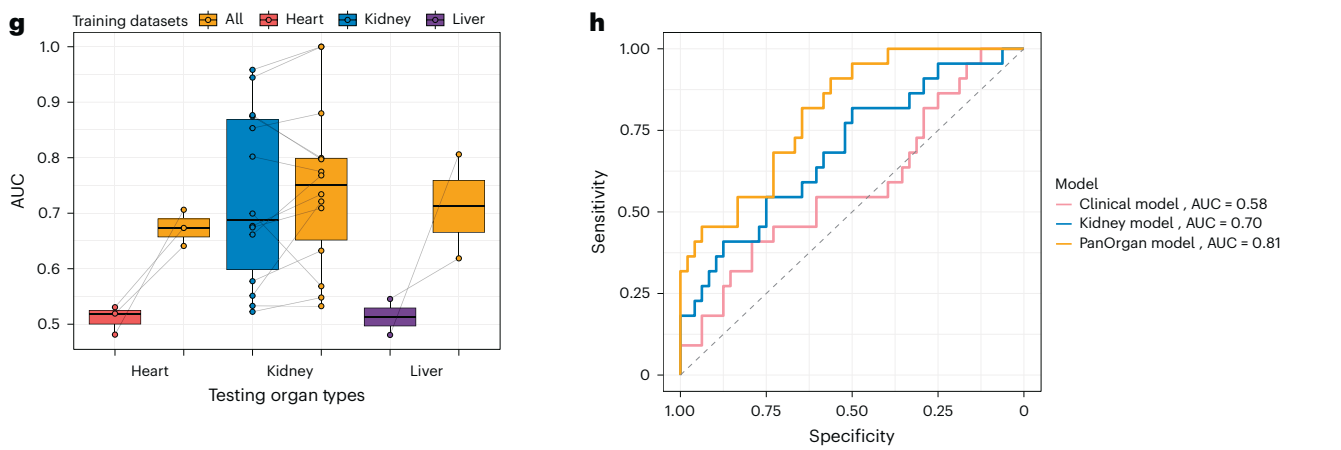 g
Training datasets All Heart Kidney Liver
1.0
0.9
0.8
0.7
0.6
0.5
AUC
Heart Kidney Liver
Testing organ types
h
1.00
0.75
0.50
0.25
0
Sensitivity
1.00 0.75 0.50 0.25 0
Specificity
Model
Clinical model , AUC = 0.58
Kidney model , AUC = 0.70
PanOrgan model , AUC = 0.81